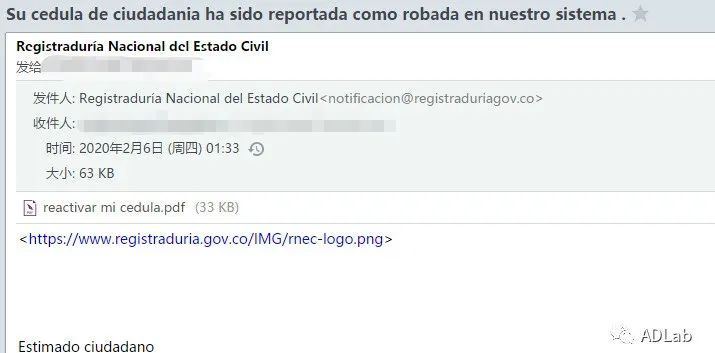 Su cedula de ciudadania ha sido reportada como robada en nuestro sistema .
Registraduría Nacional del Estado Civil
发给
发件人: Registraduría Nacional del Estado Civil<notificacion@registraduriagov.co>
收件人:
时间: 2020年2月6日 (周四) 01:33
大小: 63 KB
reactivar mi cedula.pdf (33 KB)
<https://www.registraduria.gov.co/IMG/rnec-logo.png>
Estimado ciudadano
ADLab